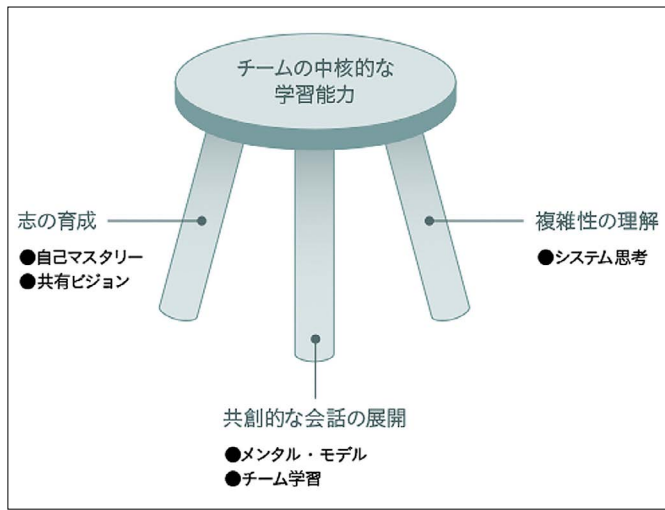 チームの中核的な
学習能力
志の育成
●自己マスタリー
●共有ビジョン
複雑性の理解
●システム思考
共創的な会話の展開
●メンタル・モデル
●チーム学習